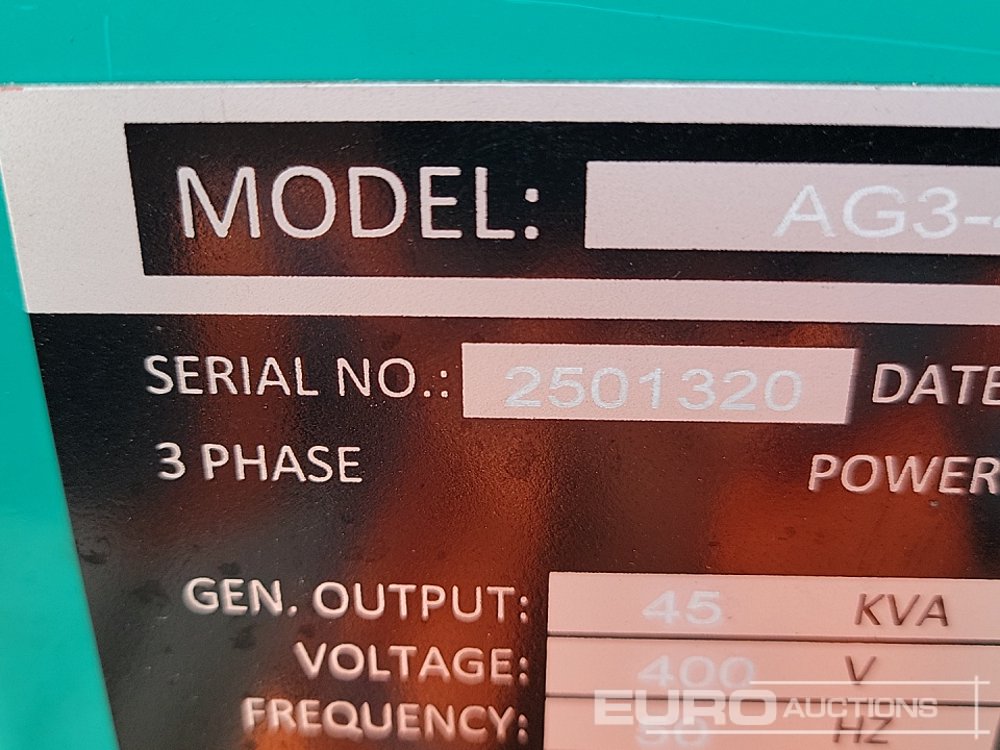 MODEL: AG3-
SERIAL NO.: 2501320 DATE
3 PHASE POWER
GEN. OUTPUT: 45 KVA
VOLTAGE: 400 V
FREQUENCY: 50 HZ
EURO AUCTIONS